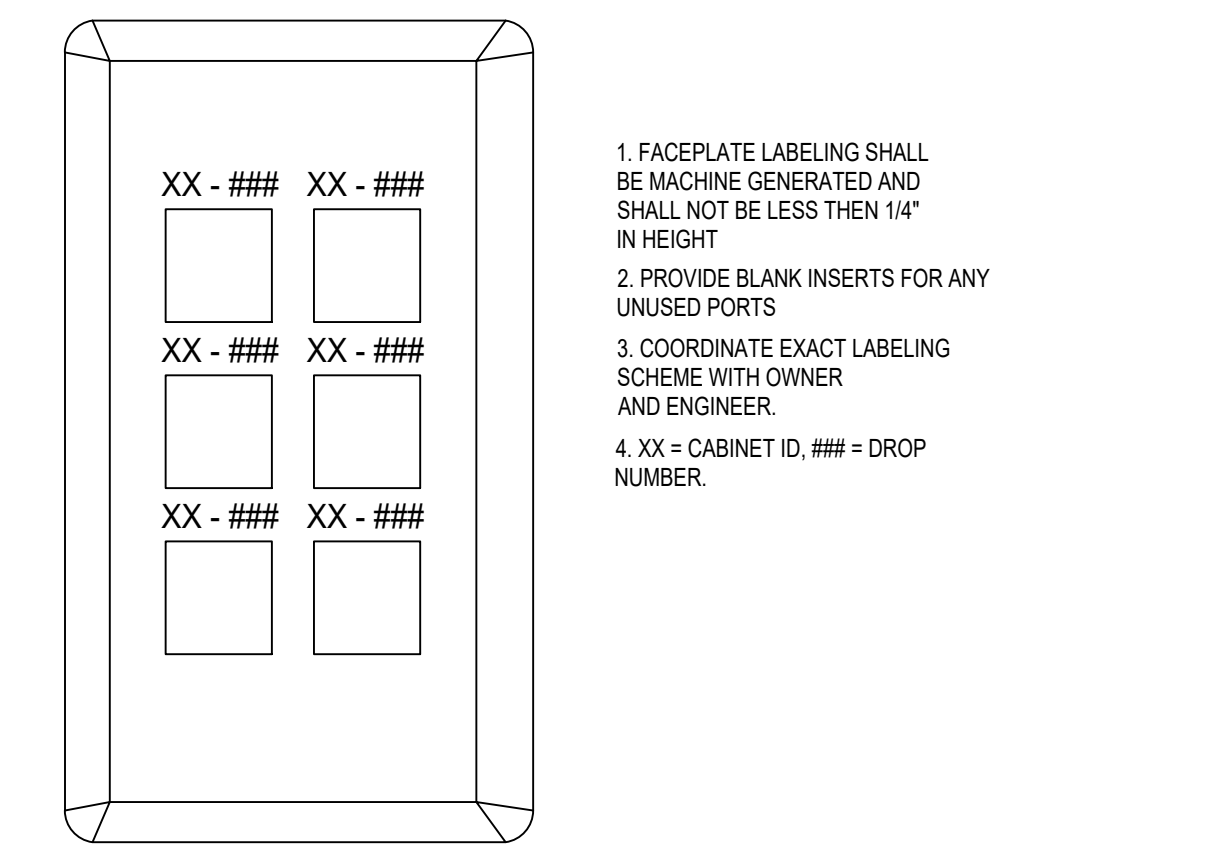 XX - ### XX - ###
XX - ### XX - ###
XX - ### XX - ###
1. FACEPLATE LABELING SHALL
BE MACHINE GENERATED AND
SHALL NOT BE LESS THEN 1/4"
IN HEIGHT
2. PROVIDE BLANK INSERTS FOR ANY
UNUSED PORTS
3. COORDINATE EXACT LABELING
SCHEME WITH OWNER
AND ENGINEER.
4. XX = CABINET ID, ### = DROP
NUMBER.